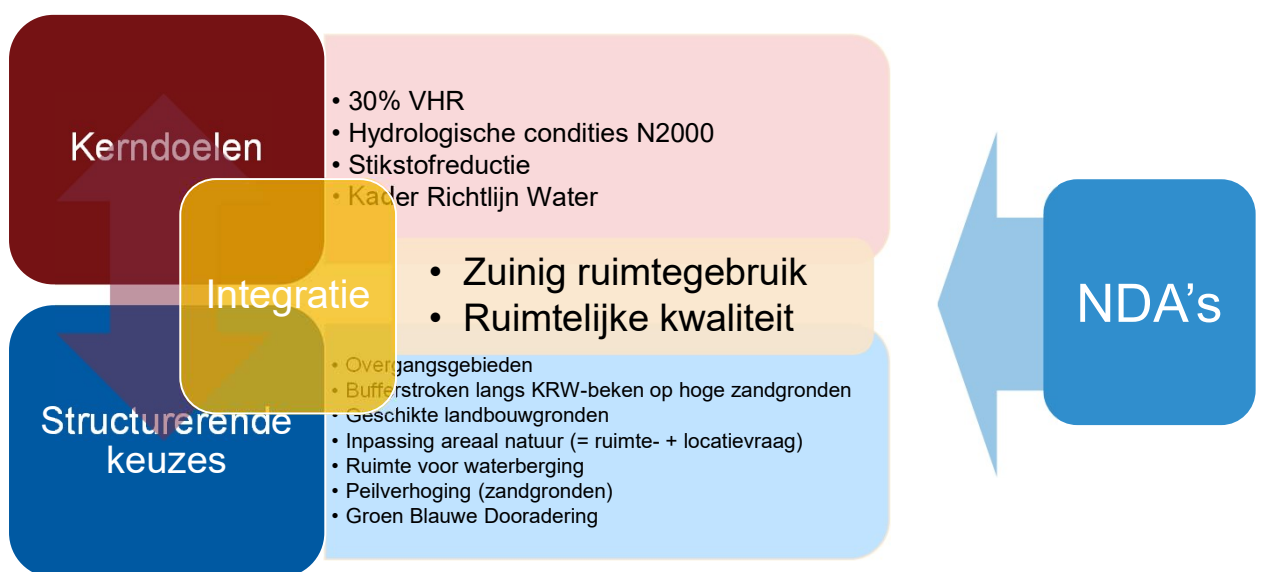 Kerndoelen
• 30% VHR
• Hydrologische condities N2000
• Stikstofreductie
• Kader Richtlijn Water
Integratie
• Zuinig ruimtegebruik
• Ruimtelijke kwaliteit
Structurerende
keuzes
• Overgangsgebieden
• Bufferstroken langs KRW-beken op hoge zandgronden
• Geschikte landbouwgronden
• Inpassing areaal natuur (= ruimte- + locatievraag)
• Ruimte voor waterberging
• Peilverhoging (zandgronden)
• Groen Blauwe Dooradering
NDA’s